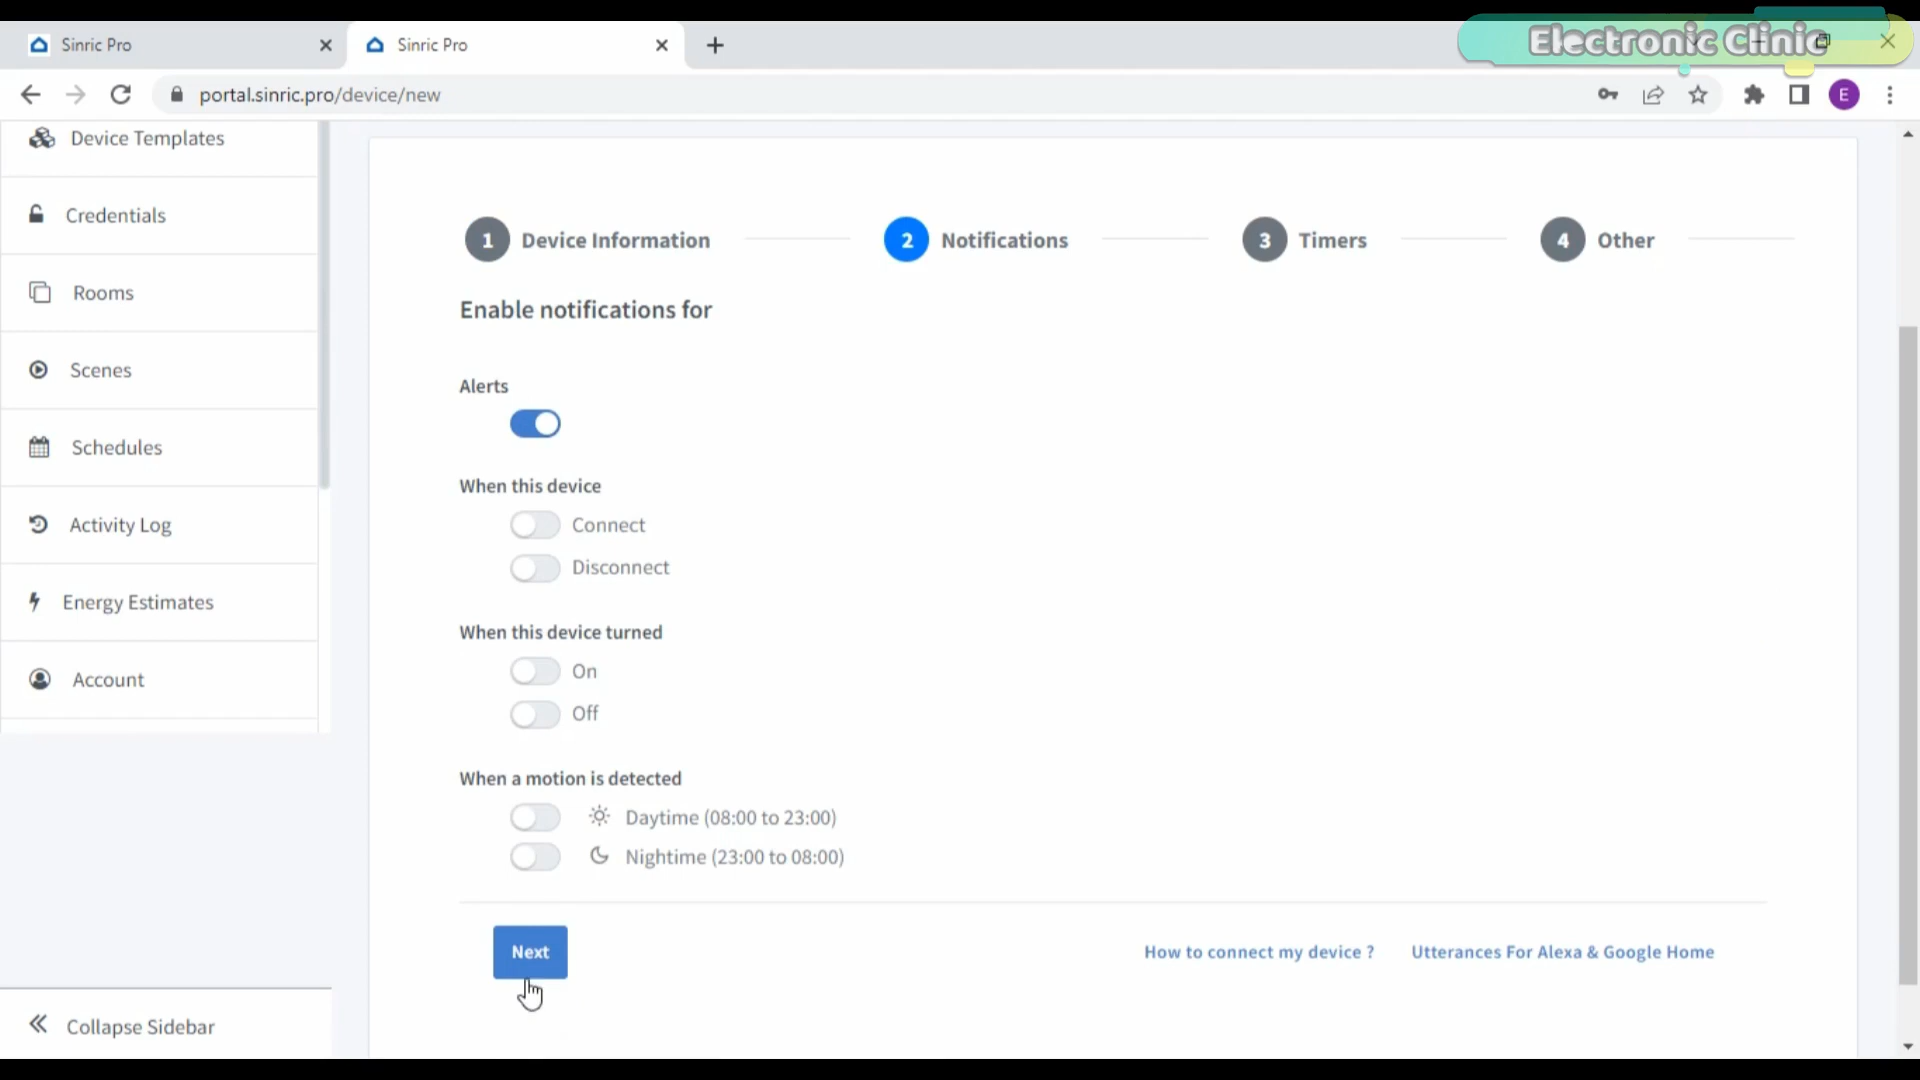 Sinric Pro
Sinric Pro
Electronic Clinic
portal.sinric.pro/device/new
E
Device Templates
Credentials
Rooms
Scenes
Schedules
Activity Log
Energy Estimates
Account
Collapse Sidebar
1 Device Information
2 Notifications
3 Timers
4 Other
Enable notifications for
Alerts
When this device
Connect
Disconnect
When this device turned
On
Off
When a motion is detected
Daytime (08:00 to 23:00)
Nightime (23:00 to 08:00)
Next
How to connect my device ?
Utterances For Alexa & Google Home